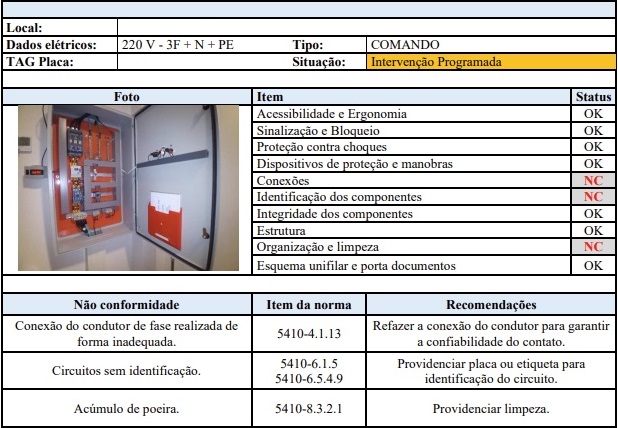 Local:
Dados elétricos: 220 V - 3F + N + PE Tipo: COMANDO
TAG Placa: Situação: Intervenção Programada
Foto Item Status
Acessibilidade e Ergonomia OK
Sinalização e Bloqueio OK
Proteção contra choques OK
Dispositivos de proteção e manobras OK
Conexões NC
Identificação dos componentes NC
Integridade dos componentes OK
Estrutura OK
Organização e limpeza NC
Esquema unifilar e porta documentos OK
Não conformidade Item da norma Recomendações
Conexão do condutor de fase realizada de forma inadequada. 5410-4.1.13 Refazer a conexão do condutor para garantir a confiabilidade do contato.
Circuitos sem identificação. 5410-6.1.5 5410-6.5.4.9 Providenciar placa ou etiqueta para identificação do circuito.
Acúmulo de poeira. 5410-8.3.2.1 Providenciar limpeza.